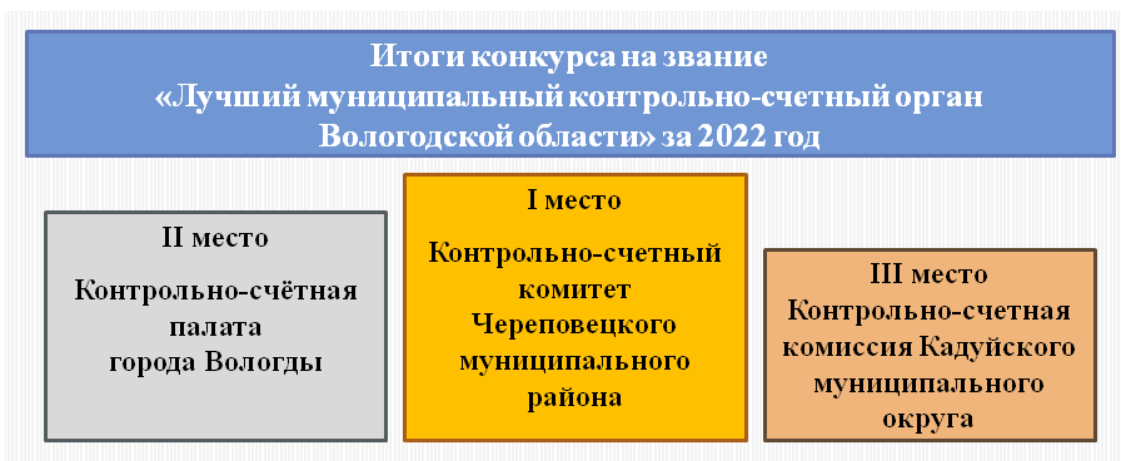 Итоги конкурса на звание
«Лучший муниципальный контрольно-счетный орган
Вологодской области» за 2022 год
II место
Контрольно-счётная
палата
города Вологды
I место
Контрольно-счетный
комитет
Череповецкого
муниципального
района
III место
Контрольно-счетная
комиссия Кадуйского
муниципального
округа